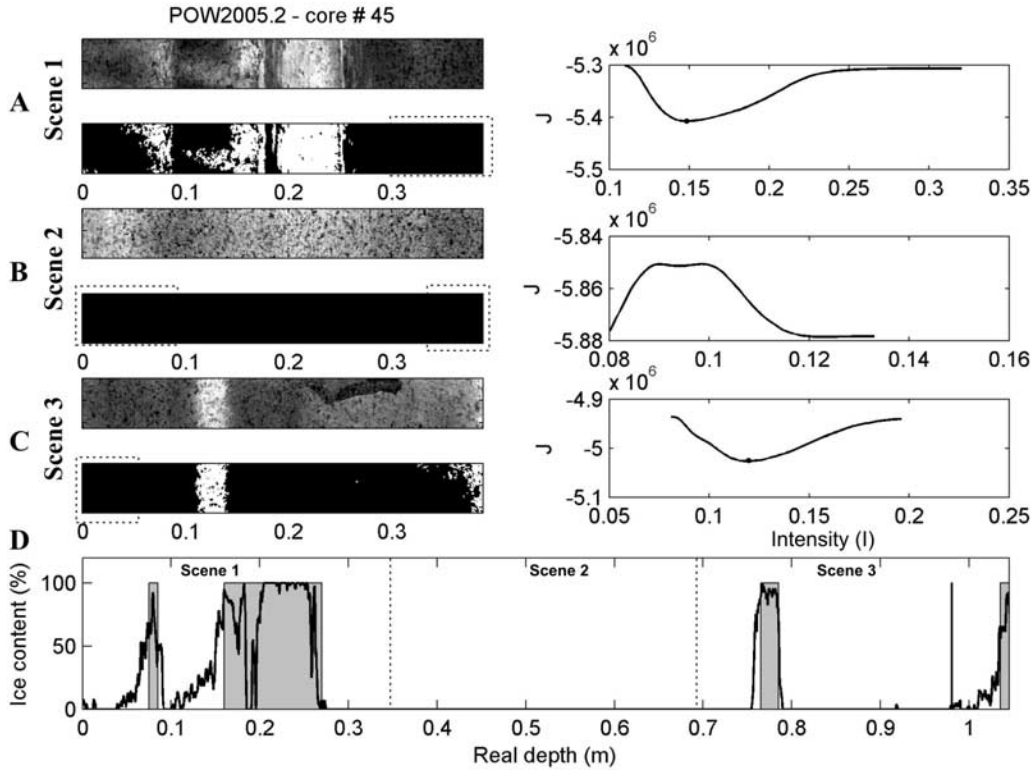 POW2005.2 - core # 45
A
Scene 1
0 0.1 0.2 0.3
x 10^6
-5.3
-5.4
-5.5
J
0.1 0.15 0.2 0.25 0.3 0.35
B
Scene 2
0 0.1 0.2 0.3
x 10^6
-5.84
-5.86
-5.88
J
0.08 0.1 0.12 0.14 0.16
C
Scene 3
0 0.1 0.2 0.3
x 10^6
-4.9
-5
-5.1
J
0.05 0.1 0.15 0.2 0.25
Intensity (I)
D
Scene 1 Scene 2 Scene 3
Ice content (%)
100
50
0
0 0.1 0.2 0.3 0.4 0.5 0.6 0.7 0.8 0.9 1
Real depth (m)